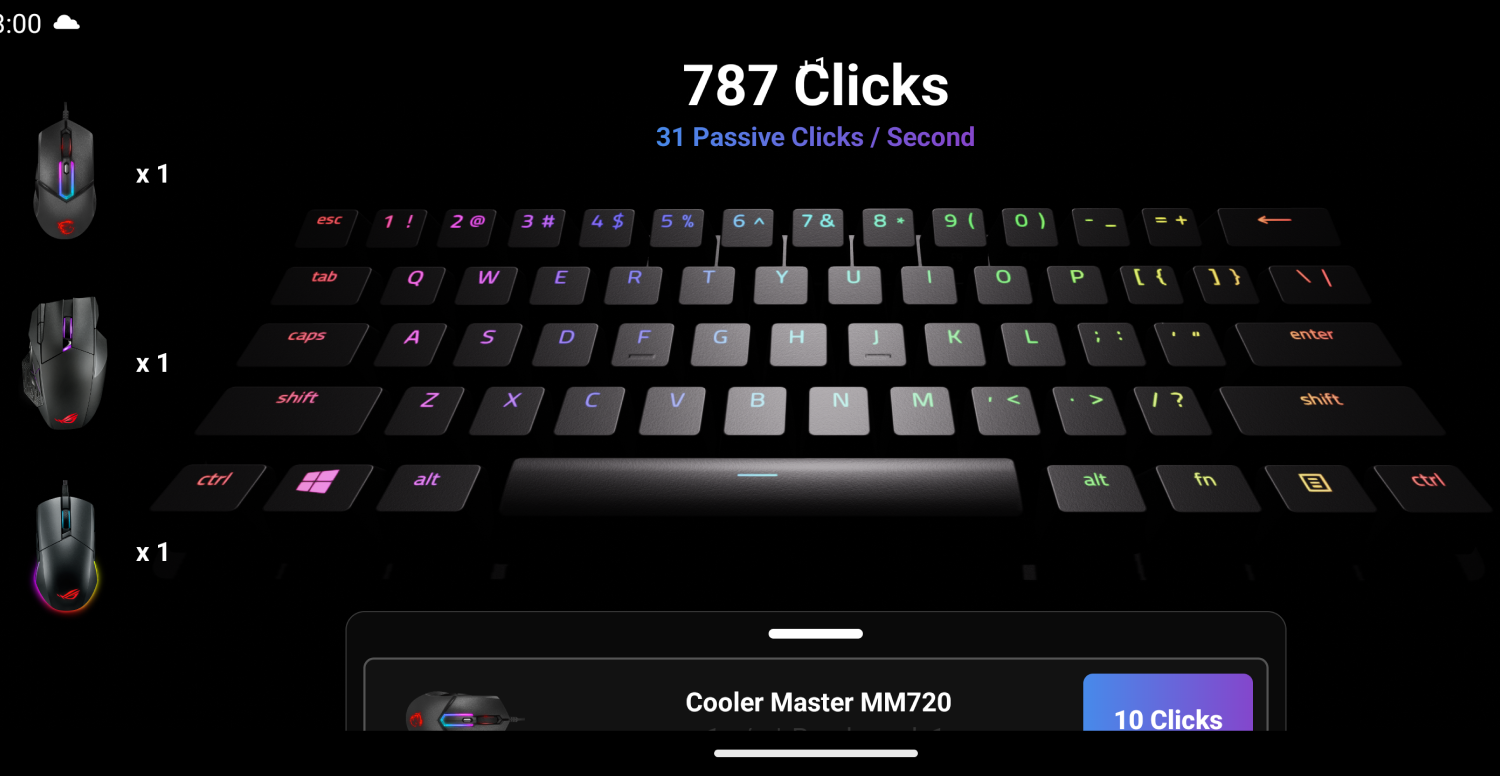 3:00
+1
787 Clicks
31 Passive Clicks / Second
x 1
x 1
x 1
esc 1 ! 2 @ 3 # 4 $ 5 % 6 ^ 7 & 8 * 9 ( 0 ) - _ = + ←
tab Q W E R T Y U I O P [ { ] } \ |
caps A S D F G H J K L ; : ' " enter
shift Z X C V B N M , < . > / ? shift
ctrl alt alt fn ctrl
Cooler Master MM720
10 Clicks